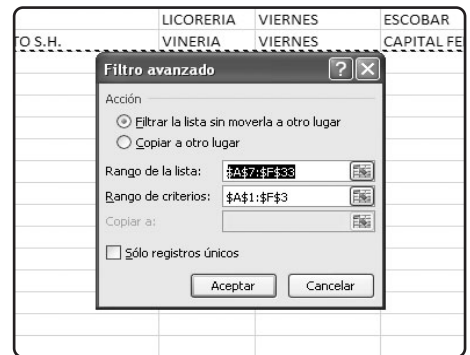 LICORERIA VIERNES ESCOBAR
TO S.H. VINERIA VIERNES CAPITAL FE
Filtro avanzado
Acción
Filtrar la lista sin moverla a otro lugar
Copiar a otro lugar
Rango de la lista: $A$7:$F$33
Rango de criterios: $A$1:$F$3
Copiar a:
Sólo registros únicos
Aceptar Cancelar